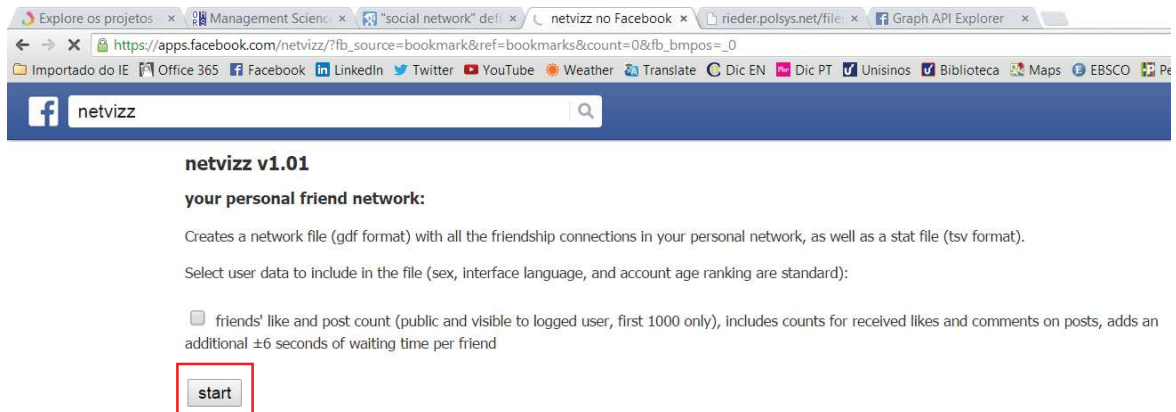 Explore os projetos
Management Scienc
"social network" defi
netvizz no Facebook
rieder.polsys.net/file
Graph API Explorer
https://apps.facebook.com/netvizz/?fb_source=bookmark&ref=bookmarks&count=0&fb_bmpos=_0
Importado do IE Office 365 Facebook LinkedIn Twitter YouTube Weather Translate Dic EN Dic PT Unisinos Biblioteca Maps EBSCO Pe
netvizz
netvizz v1.01
your personal friend network:
Creates a network file (gdf format) with all the friendship connections in your personal network, as well as a stat file (tsv format).
Select user data to include in the file (sex, interface language, and account age ranking are standard):
friends' like and post count (public and visible to logged user, first 1000 only), includes counts for received likes and comments on posts, adds an
additional ±6 seconds of waiting time per friend
start